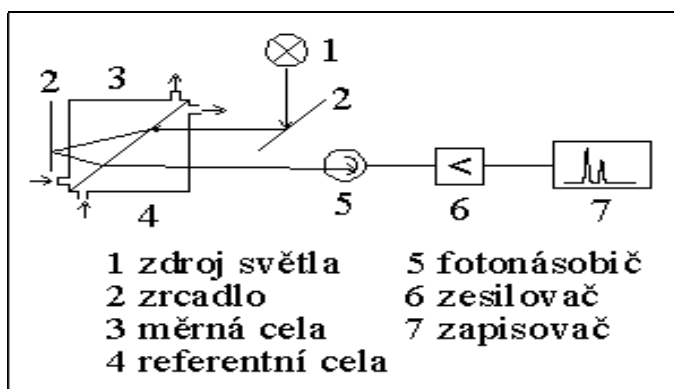 1
2 3
2
4
5 6 7
<
1 zdroj světla 5 fotonásobič
2 zrcadlo 6 zesilovač
3 měrná cela 7 zapisovač
4 referentní cela